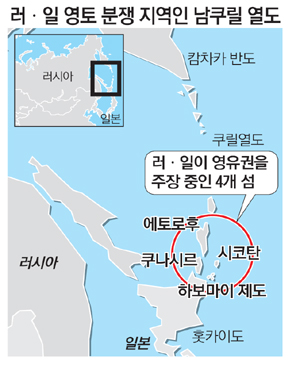 러·일 영토 분쟁 지역인 남쿠릴 열도
러시아
일본
캄차카 반도
쿠릴열도
러·일이 영유권을
주장 중인 4개 섬
에토로후
쿠나시르
시코탄
하보마이 제도
러시아
일본
홋카이도